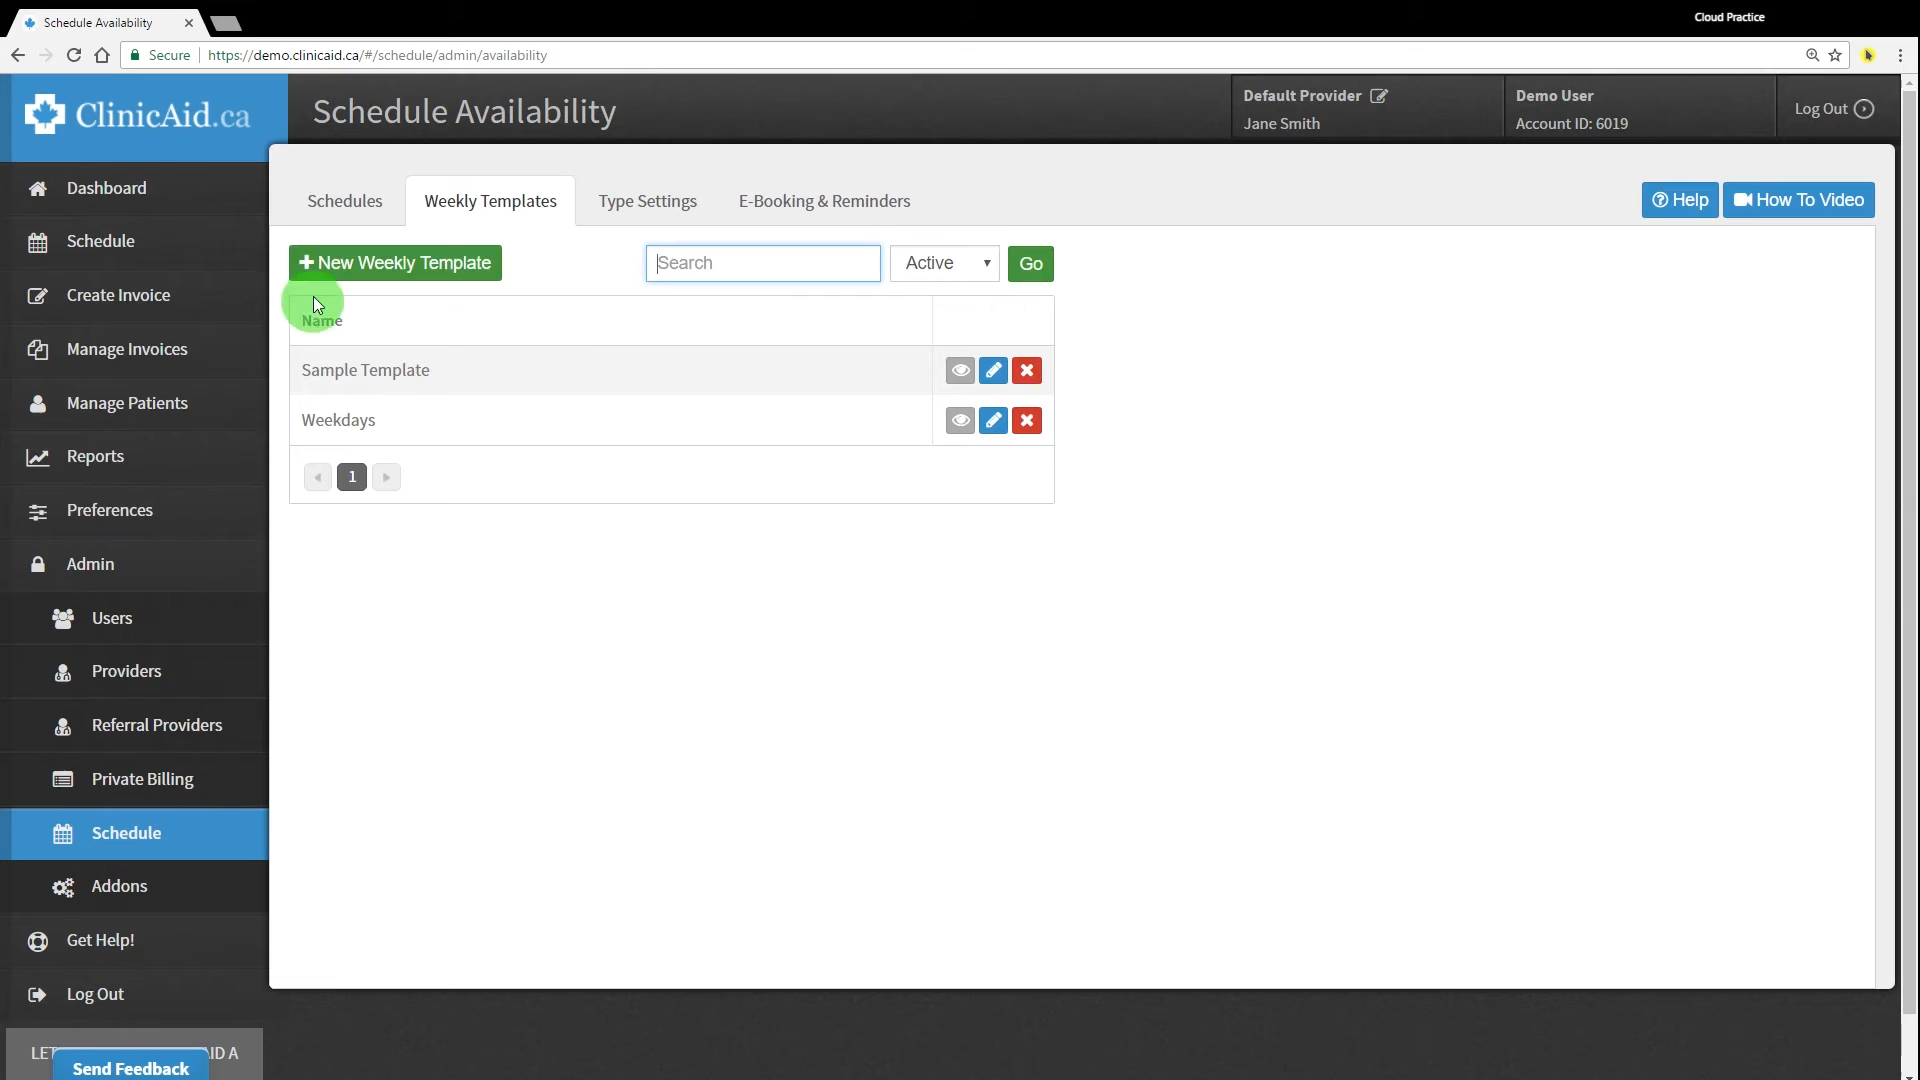 Schedule Availability
Cloud Practice
Secure
https://demo.clinicaid.ca/#/schedule/admin/availability
ClinicAid.ca
Schedule Availability
Default Provider
Jane Smith
Demo User
Account ID: 6019
Log Out
Dashboard
Schedule
Create Invoice
Manage Invoices
Manage Patients
Reports
Preferences
Admin
Users
Providers
Referral Providers
Private Billing
Schedule
Addons
Get Help!
Log Out
Send Feedback
Schedules
Weekly Templates
Type Settings
E-Booking & Reminders
Help
How To Video
New Weekly Template
Search
Active
Go
Name
Sample Template
Weekdays
1